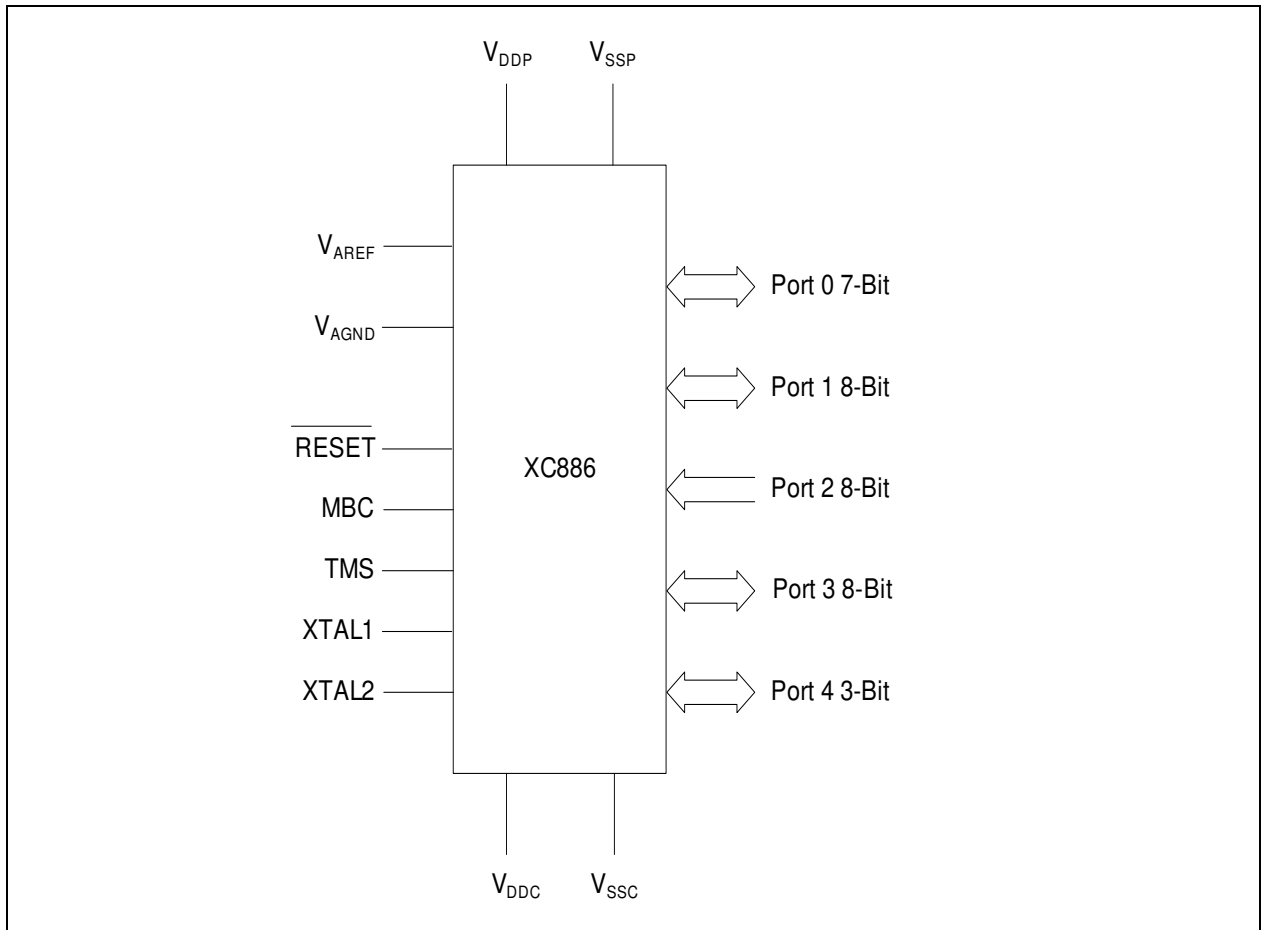 VDDP
VSSP
VAREF
VAGND
RESET
MBC
TMS
XTAL1
XTAL2
XC886
Port 0 7-Bit
Port 1 8-Bit
Port 2 8-Bit
Port 3 8-Bit
Port 4 3-Bit
VDDC
VSSC